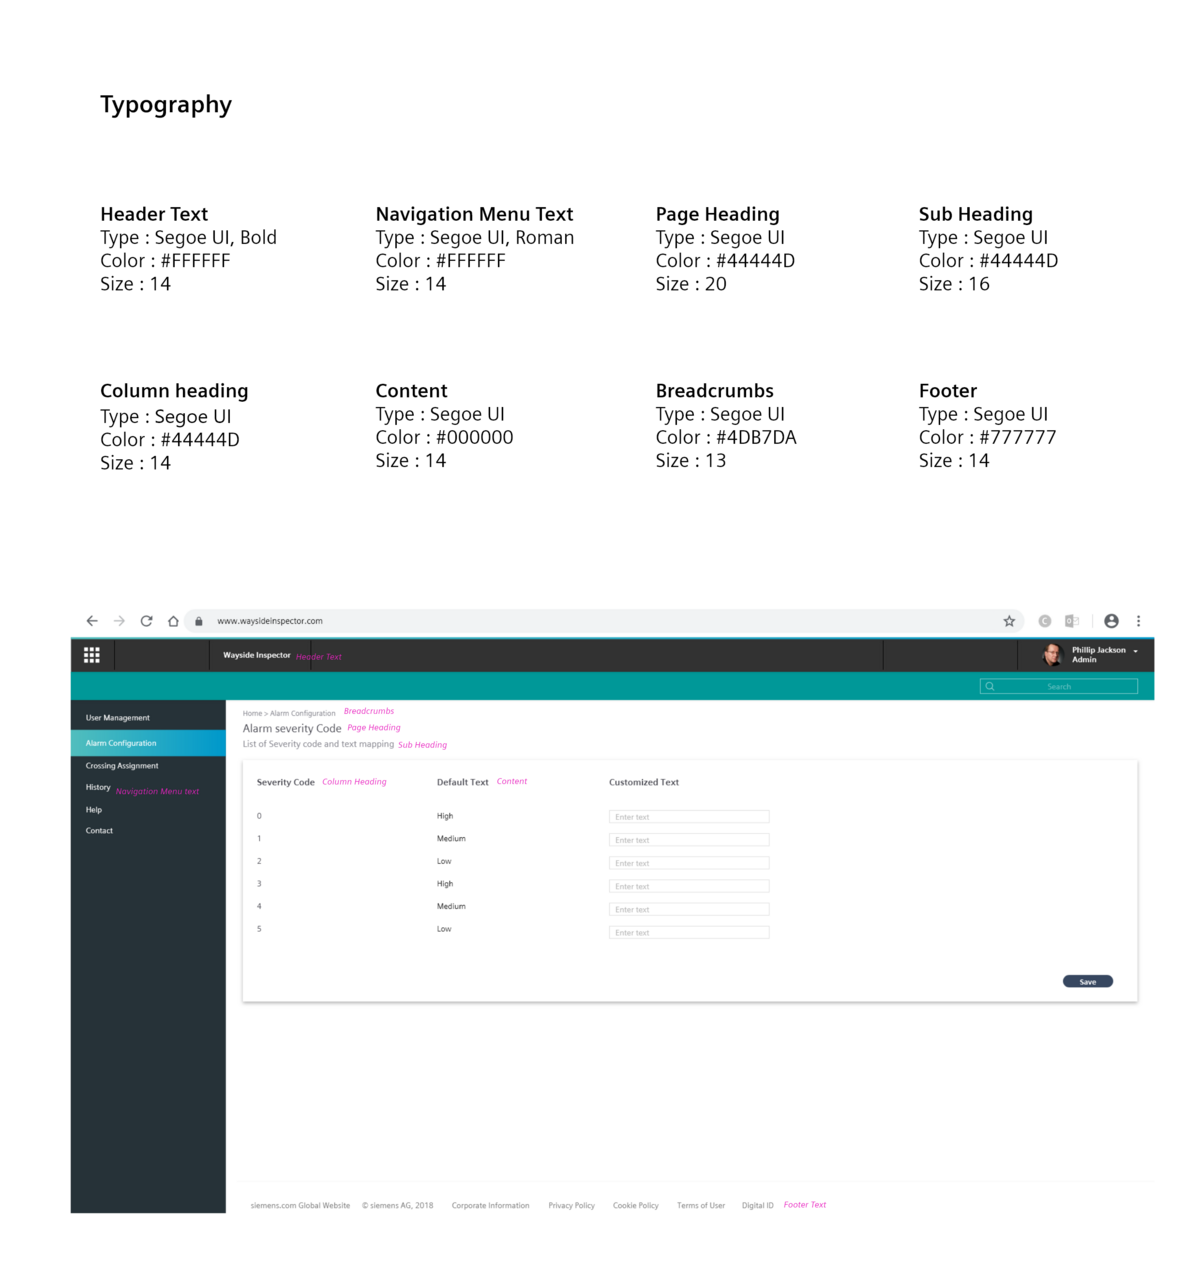 Typography
Header Text
Type : Segoe UI, Bold
Color : #FFFFFF
Size : 14
Navigation Menu Text
Type : Segoe UI, Roman
Color : #FFFFFF
Size : 14
Page Heading
Type : Segoe UI
Color : #44444D
Size : 20
Sub Heading
Type : Segoe UI
Color : #44444D
Size : 16
Column heading
Type : Segoe UI
Color : #44444D
Size : 14
Content
Type : Segoe UI
Color : #000000
Size : 14
Breadcrumbs
Type : Segoe UI
Color : #4DB7DA
Size : 13
Footer
Type : Segoe UI
Color : #777777
Size : 14
www.waysideinspector.com
Wayside Inspector Header Text
Phillip Jackson
Admin
Search
User Management
Alarm Configuration
Crossing Assignment
History Navigation Menu text
Help
Contact
Home > Alarm Configuration Breadcrumbs
Alarm severity Code Page Heading
List of Severity code and text mapping Sub Heading
Severity Code Column Heading Default Text Content Customized Text
0 High Enter text
1 Medium Enter text
2 Low Enter text
3 High Enter text
4 Medium Enter text
5 Low Enter text
Save
siemens.com Global Website © siemens AG, 2018 Corporate Information Privacy Policy Cookie Policy Terms of User Digital ID Footer Text